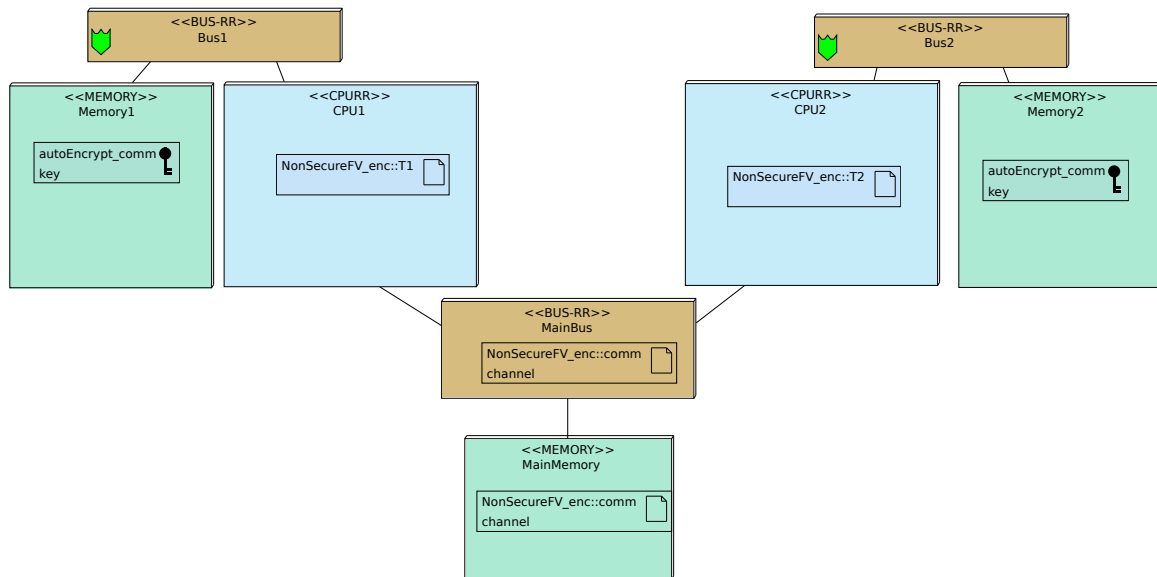 <<BUS-RR>>
Bus1
<<BUS-RR>>
Bus2
<<MEMORY>>
Memory1
autoEncrypt_comm
key
<<CPURR>>
CPU1
NonSecureFV_enc::T1
<<CPURR>>
CPU2
NonSecureFV_enc::T2
<<MEMORY>>
Memory2
autoEncrypt_comm
key
<<BUS-RR>>
MainBus
NonSecureFV_enc::comm
channel
<<MEMORY>>
MainMemory
NonSecureFV_enc::comm
channel